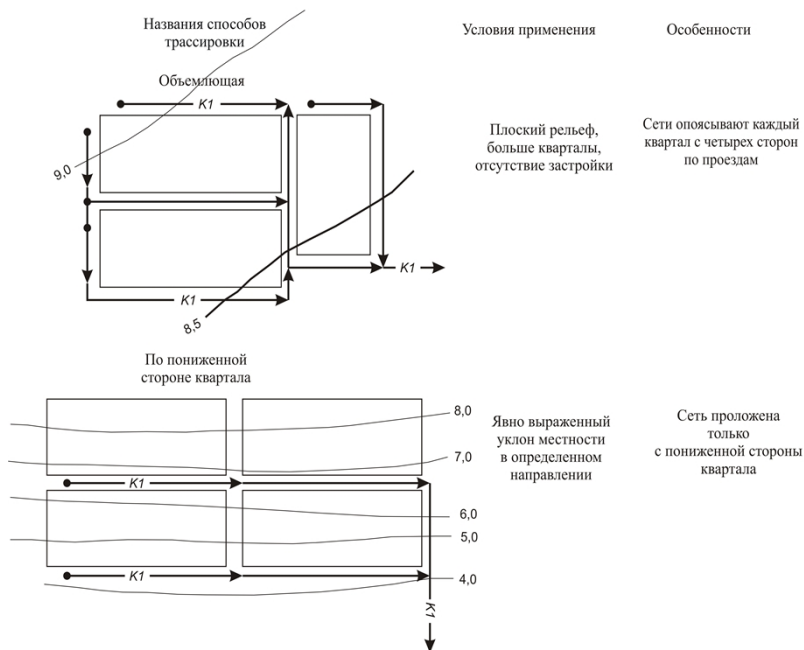 Названия способов
трассировки
Условия применения
Особенности
Объемлющая
K1
9,0
K1
K1
8,5
Плоский рельеф,
больше кварталы,
отсутствие застройки
Сети опоясывают каждый
квартал с четырех сторон
по проездам
По пониженной
стороне квартала
8,0
7,0
K1
6,0
5,0
K1
4,0
K1
Явно выраженный
уклон местности
в определенном
направлении
Сеть проложена
только
с пониженной стороны
квартала